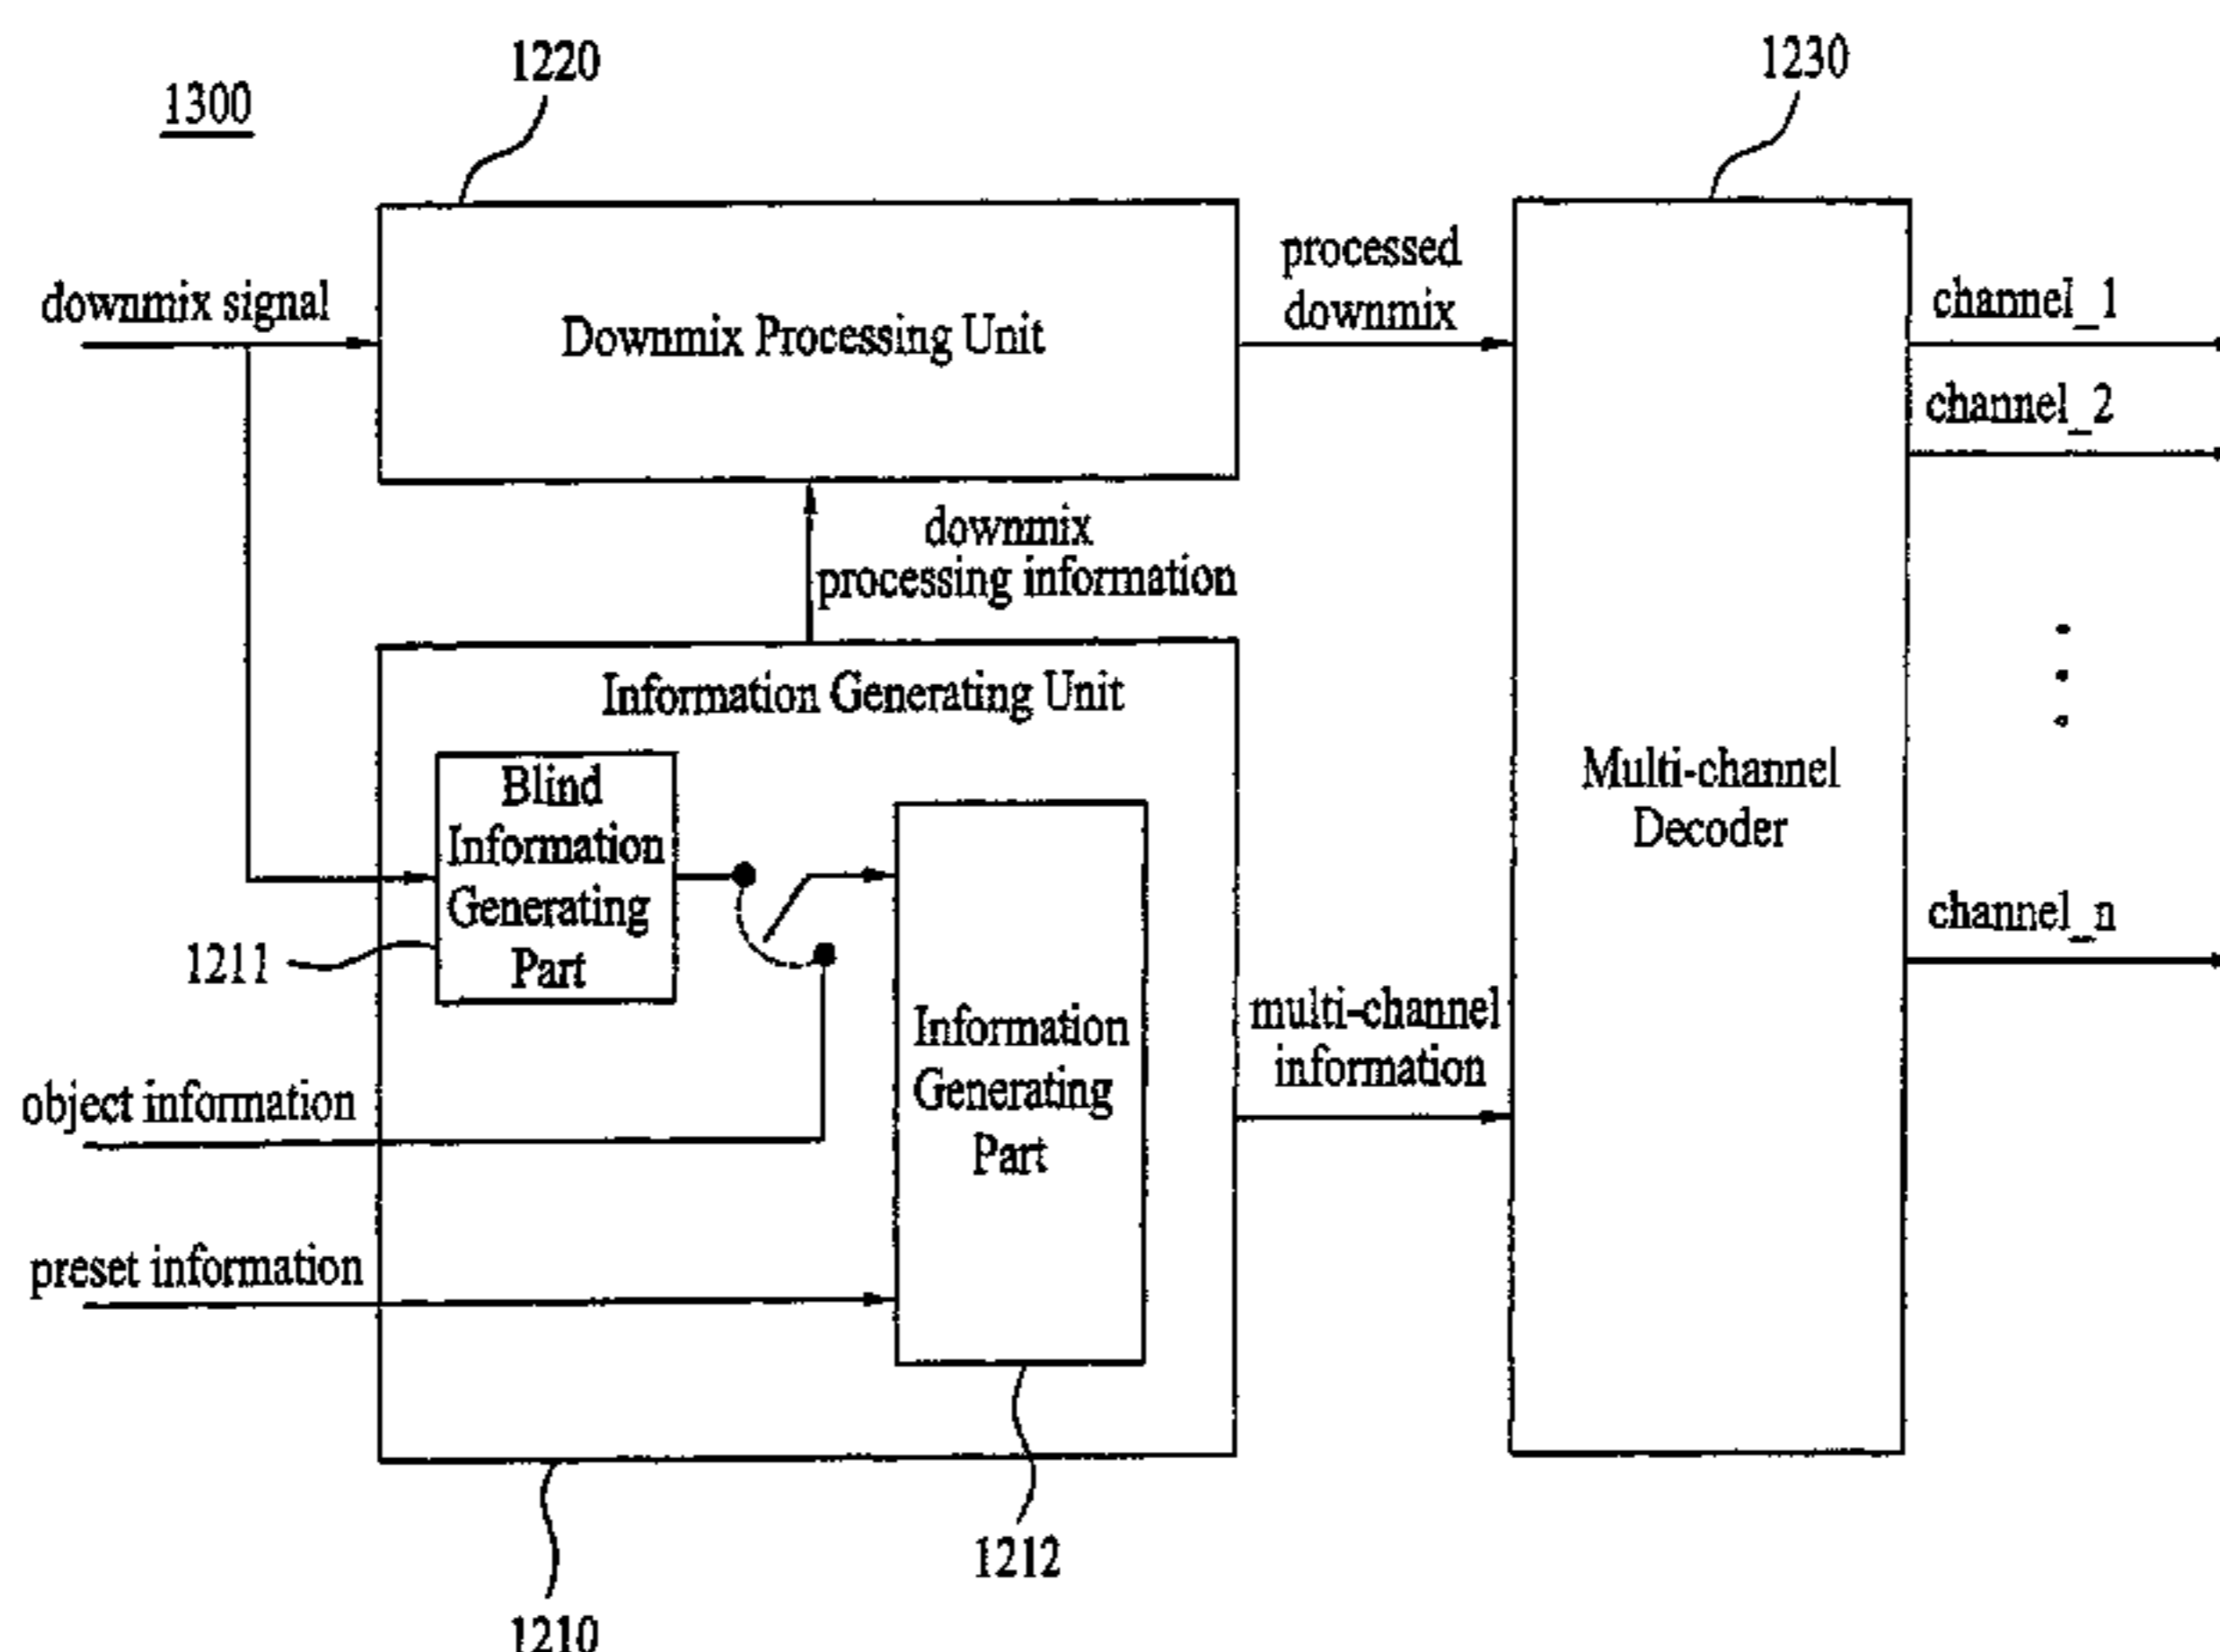 1220
1230
1300
downmix signal
Downmix Processing Unit
processed
downmix
channel_1
channel_2
downmix
processing information
Information Generating Unit
Blind
Information
Generating
Part
1211
Information
Generating
Part
Multi-channel
Decoder
channel_n
multi-channel
information
object information
preset information
1212
1210